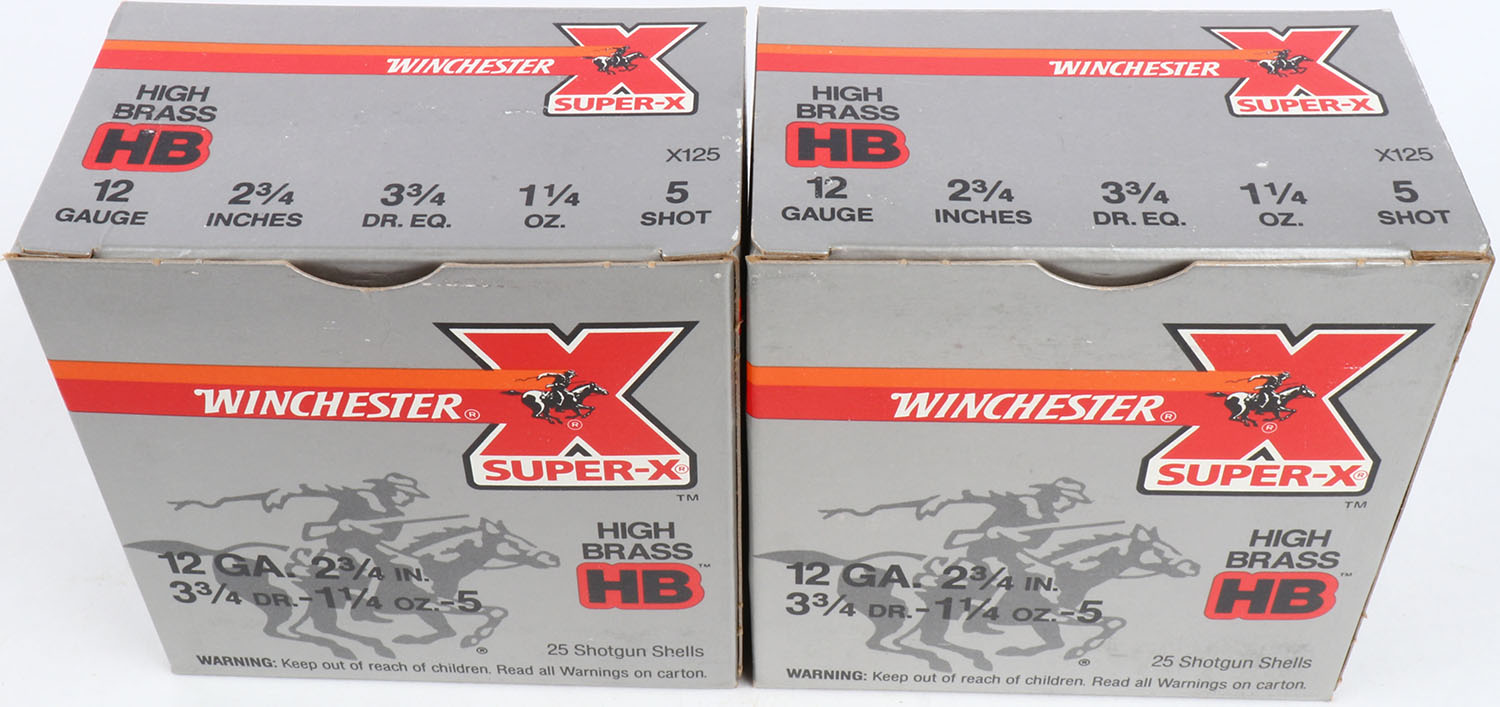 WINCHESTER
SUPER-X
HIGH
BRASS
HB
X125
12 2¾ 3¾ 1¼ 5
GAUGE INCHES DR. EQ. OZ. SHOT
WINCHESTER®
®
SUPER-X®
TM
HIGH
BRASS
HB™
12 GA. 2¾ IN.
3¾ DR.-1¼ OZ.-5
®
25 Shotgun Shells
WARNING: Keep out of reach of children. Read all Warnings on carton.
WINCHESTER
SUPER-X
HIGH
BRASS
HB
X125
12 2¾ 3¾ 1¼ 5
GAUGE INCHES DR. EQ. OZ. SHOT
WINCHESTER®
®
SUPER-X®
TM
HIGH
BRASS
HB™
12 GA. 2¾ IN.
3¾ DR.-1¼ OZ.-5
®
25 Shotgun Shells
WARNING: Keep out of reach of children. Read all Warnings on carton.